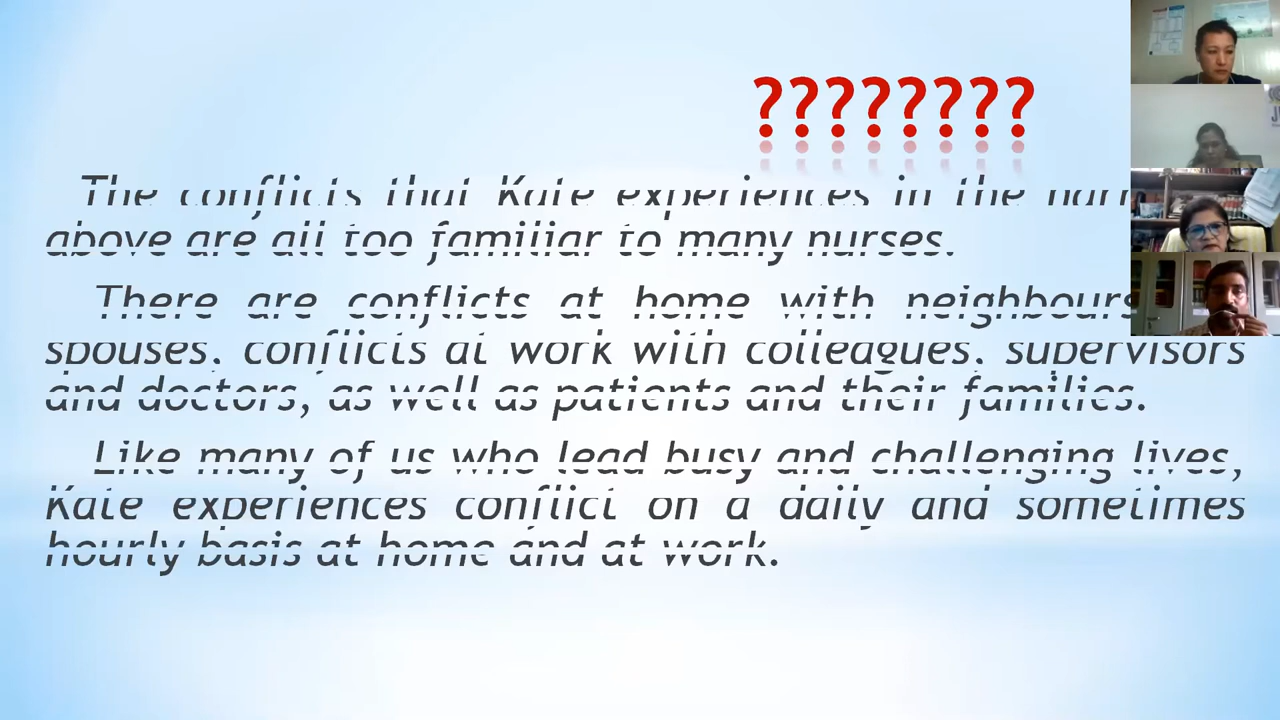 ????????
The conflicts that Kate experiences in the
above are all too familiar to many nurses.
There are conflicts at home with neighbours
spouses, conflicts at work with colleagues, supervisors
and doctors, as well as patients and their families.
Like many of us who lead busy and challenging lives,
Kate experiences conflict on a daily and sometimes
hourly basis at home and at work.